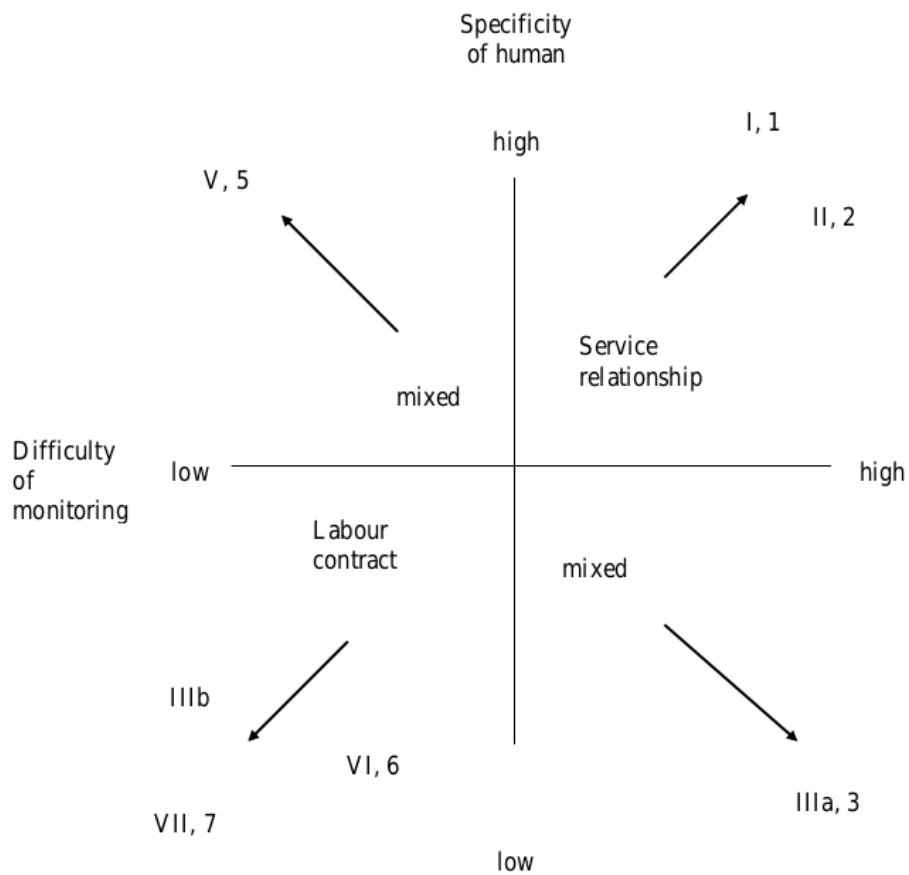 Specificity
of human
I, 1
high
V, 5
II, 2
Service
relationship
mixed
Difficulty
of
monitoring
low
high
Labour
contract
mixed
IIIb
VI, 6
IIIa, 3
VII, 7
low